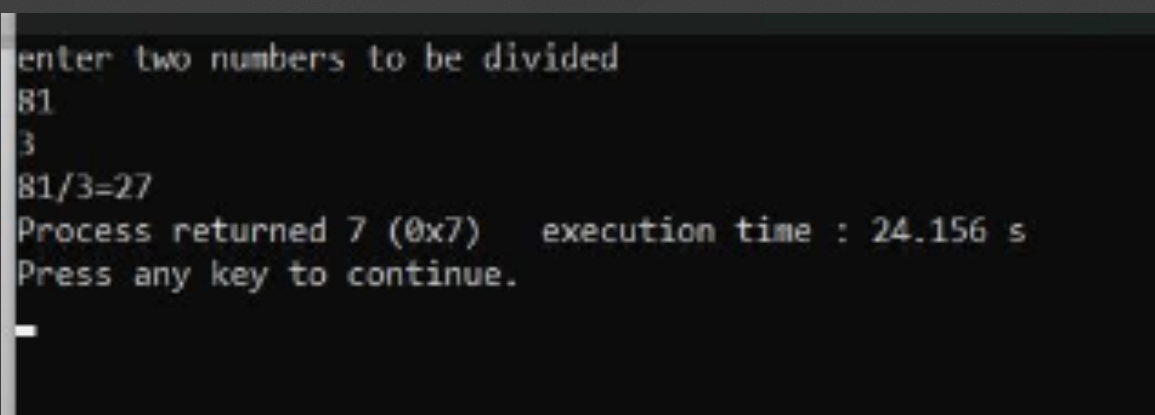 enter two numbers to be divided
81
3
81/3=27
Process returned 7 (0x7)   execution time : 24.156 s
Press any key to continue.